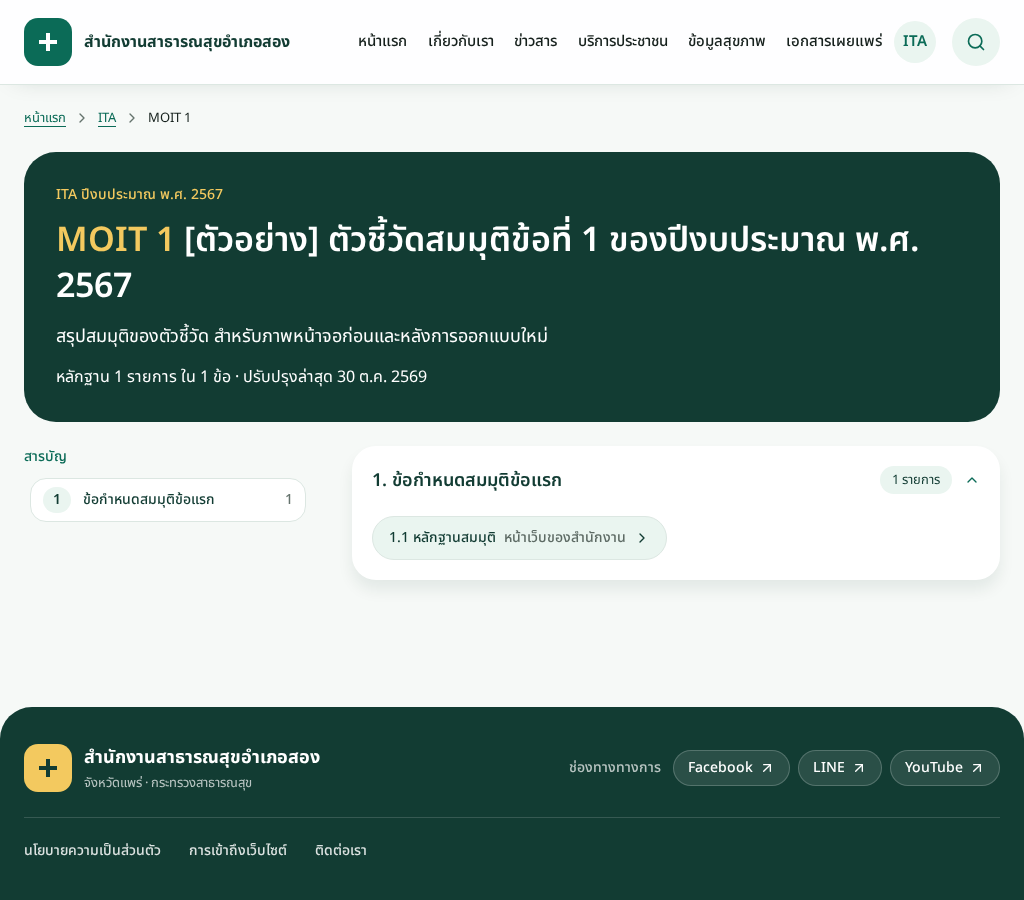 สำนักงานสาธารณสุขอำเภอสอง
หน้าแรก เกี่ยวกับเรา ข่าวสาร บริการประชาชน ข้อมูลสุขภาพ เอกสารเผยแพร่ ITA
หน้าแรก ITA MOIT 1
ITA ปีงบประมาณ พ.ศ. 2567
MOIT 1 [ตัวอย่าง] ตัวชี้วัดสมมุติข้อที่ 1 ของปีงบประมาณ พ.ศ.
2567
สรุปสมมุติของตัวชี้วัด สำหรับภาพหน้าจอก่อนและหลังการออกแบบใหม่
หลักฐาน 1 รายการ ใน 1 ข้อ · ปรับปรุงล่าสุด 30 ต.ค. 2569
สารบัญ
1 ข้อกำหนดสมมุติข้อแรก 1
1. ข้อกำหนดสมมุติข้อแรก 1 รายการ
1.1 หลักฐานสมมุติ หน้าเว็บของสำนักงาน
สำนักงานสาธารณสุขอำเภอสอง
จังหวัดแพร่ · กระทรวงสาธารณสุข
ช่องทางทางการ Facebook LINE YouTube
นโยบายความเป็นส่วนตัว การเข้าถึงเว็บไซต์ ติดต่อเรา